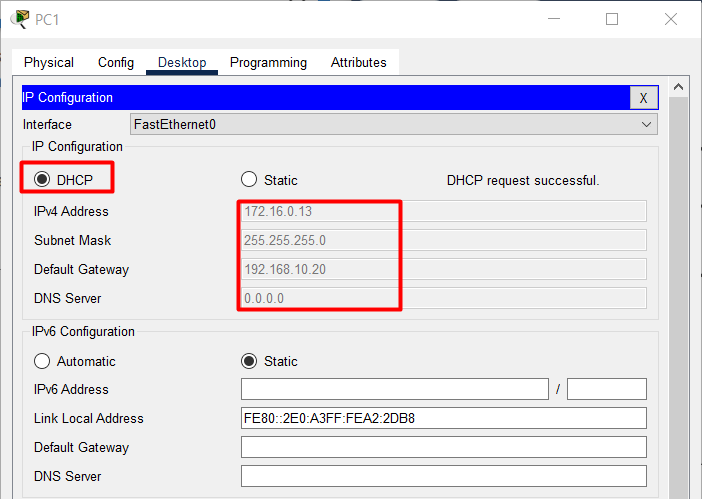 PC1
Physical Config Desktop Programming Attributes
IP Configuration X
Interface FastEthernet0
IP Configuration
DHCP Static DHCP request successful.
IPv4 Address 172.16.0.13
Subnet Mask 255.255.255.0
Default Gateway 192.168.10.20
DNS Server 0.0.0.0
IPv6 Configuration
Automatic Static
IPv6 Address /
Link Local Address FE80::2E0:A3FF:FEA2:2DB8
Default Gateway
DNS Server